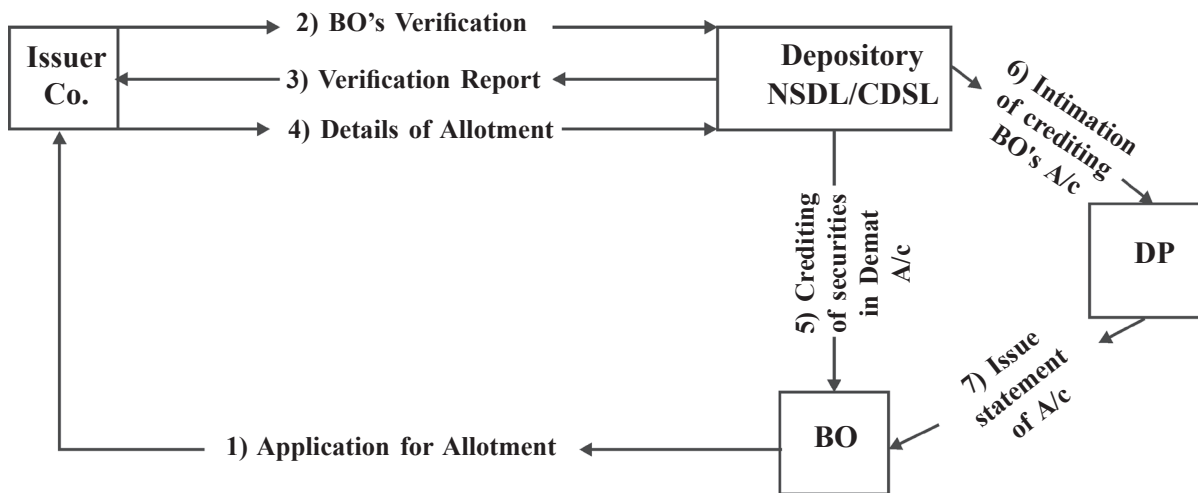 2) BO’s Verification
Issuer
Co.
3) Verification Report
4) Details of Allotment
Depository
NSDL/CDSL
6) Intimation
of crediting
BO's A/c
5) Crediting
of securities
in Demat
A/c
DP
7) Issue
statement
of A/c
BO
1) Application for Allotment